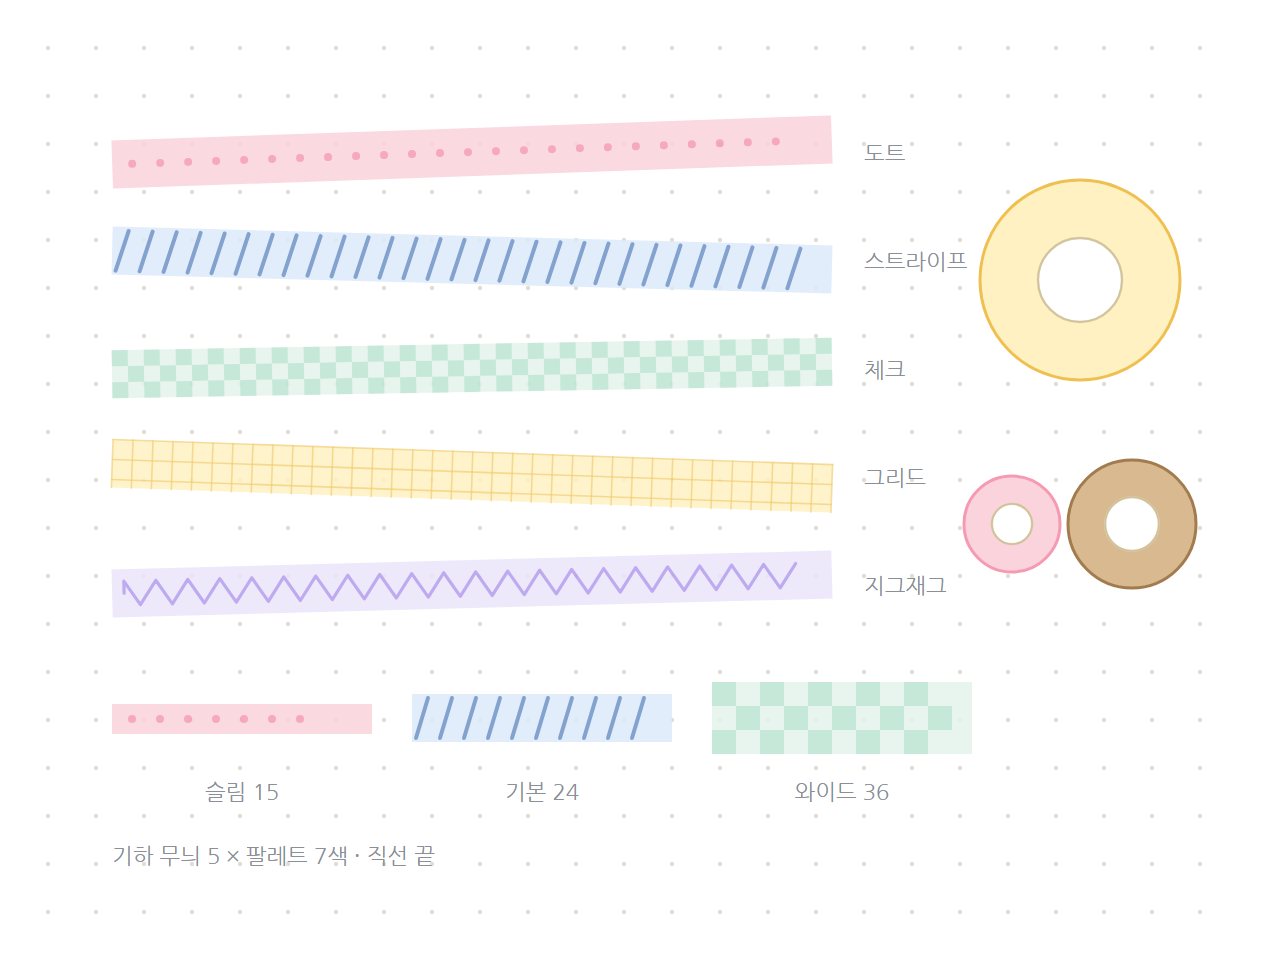 도트
스트라이프
체크
그리드
지그재그
슬림 15
기본 24
와이드 36
기하 무늬 5 × 팔레트 7색 · 직선 끝